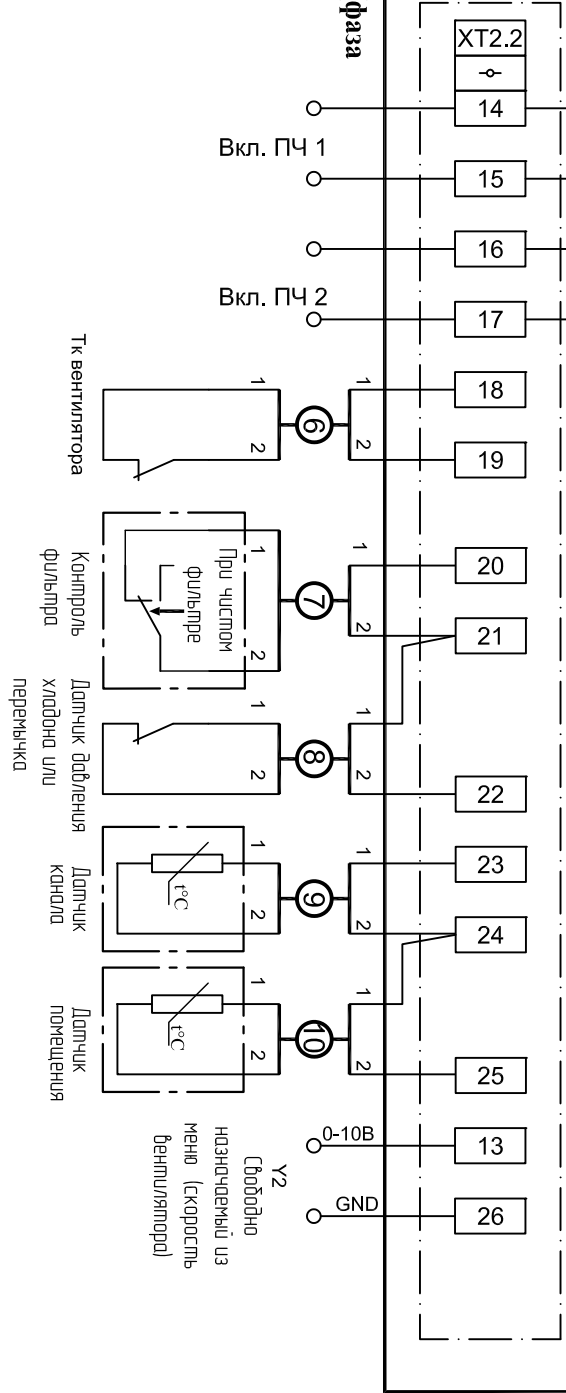 фаза
XT2.2
14
Вкл. ПЧ 1
15
16
Вкл. ПЧ 2
17
18
1
1
6
Тк вентилятора
2
2
19
20
1
1
7
При чистом
фильтре
2
2
21
Контроль
фильтра
1
1
8
2
2
22
Датчик давления
хладона или
перемычка
23
1
1
9
t°C
2
2
24
Датчик
канала
1
1
10
t°C
2
2
25
Датчик
помещения
0-10В
13
GND
26
Y2
Свободно
назначаемый из
меню (скорость
вентилятора)